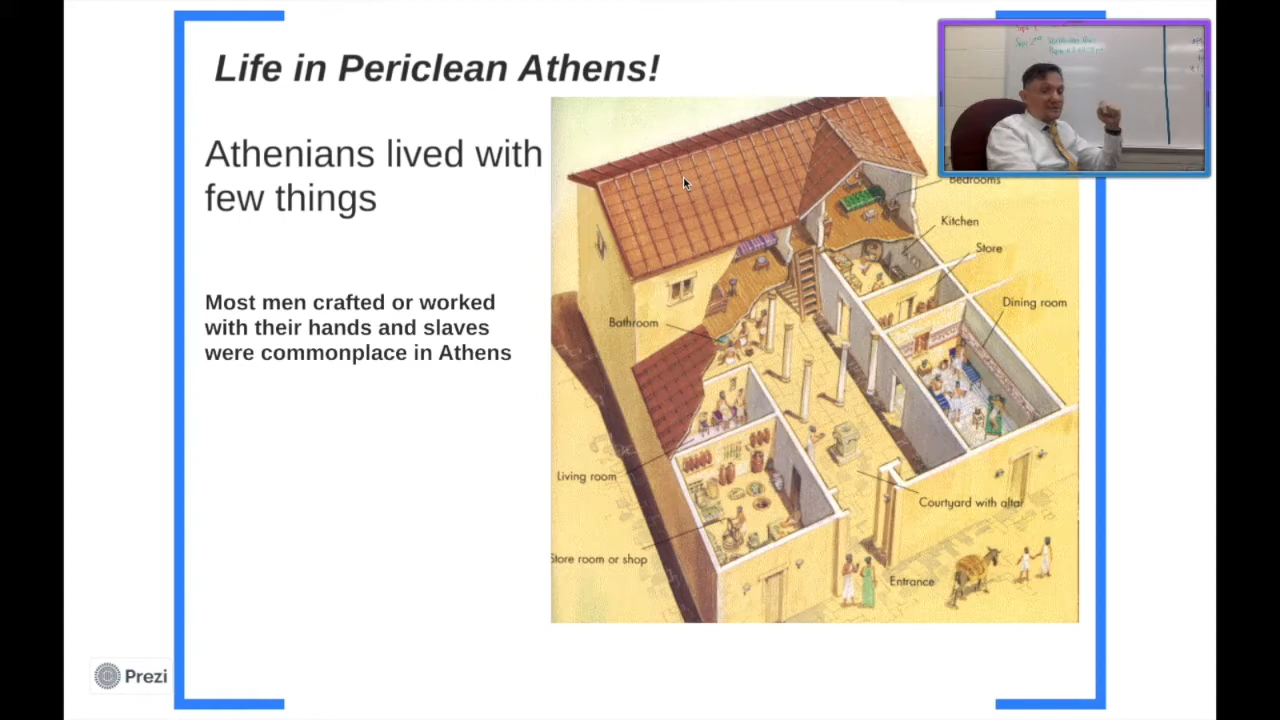 Life in Periclean Athens!
Athenians lived with
few things
Most men crafted or worked
with their hands and slaves
were commonplace in Athens
Bedrooms
Kitchen
Store
Dining room
Bathroom
Living room
Courtyard with altar
Store room or shop
Entrance
Prezi